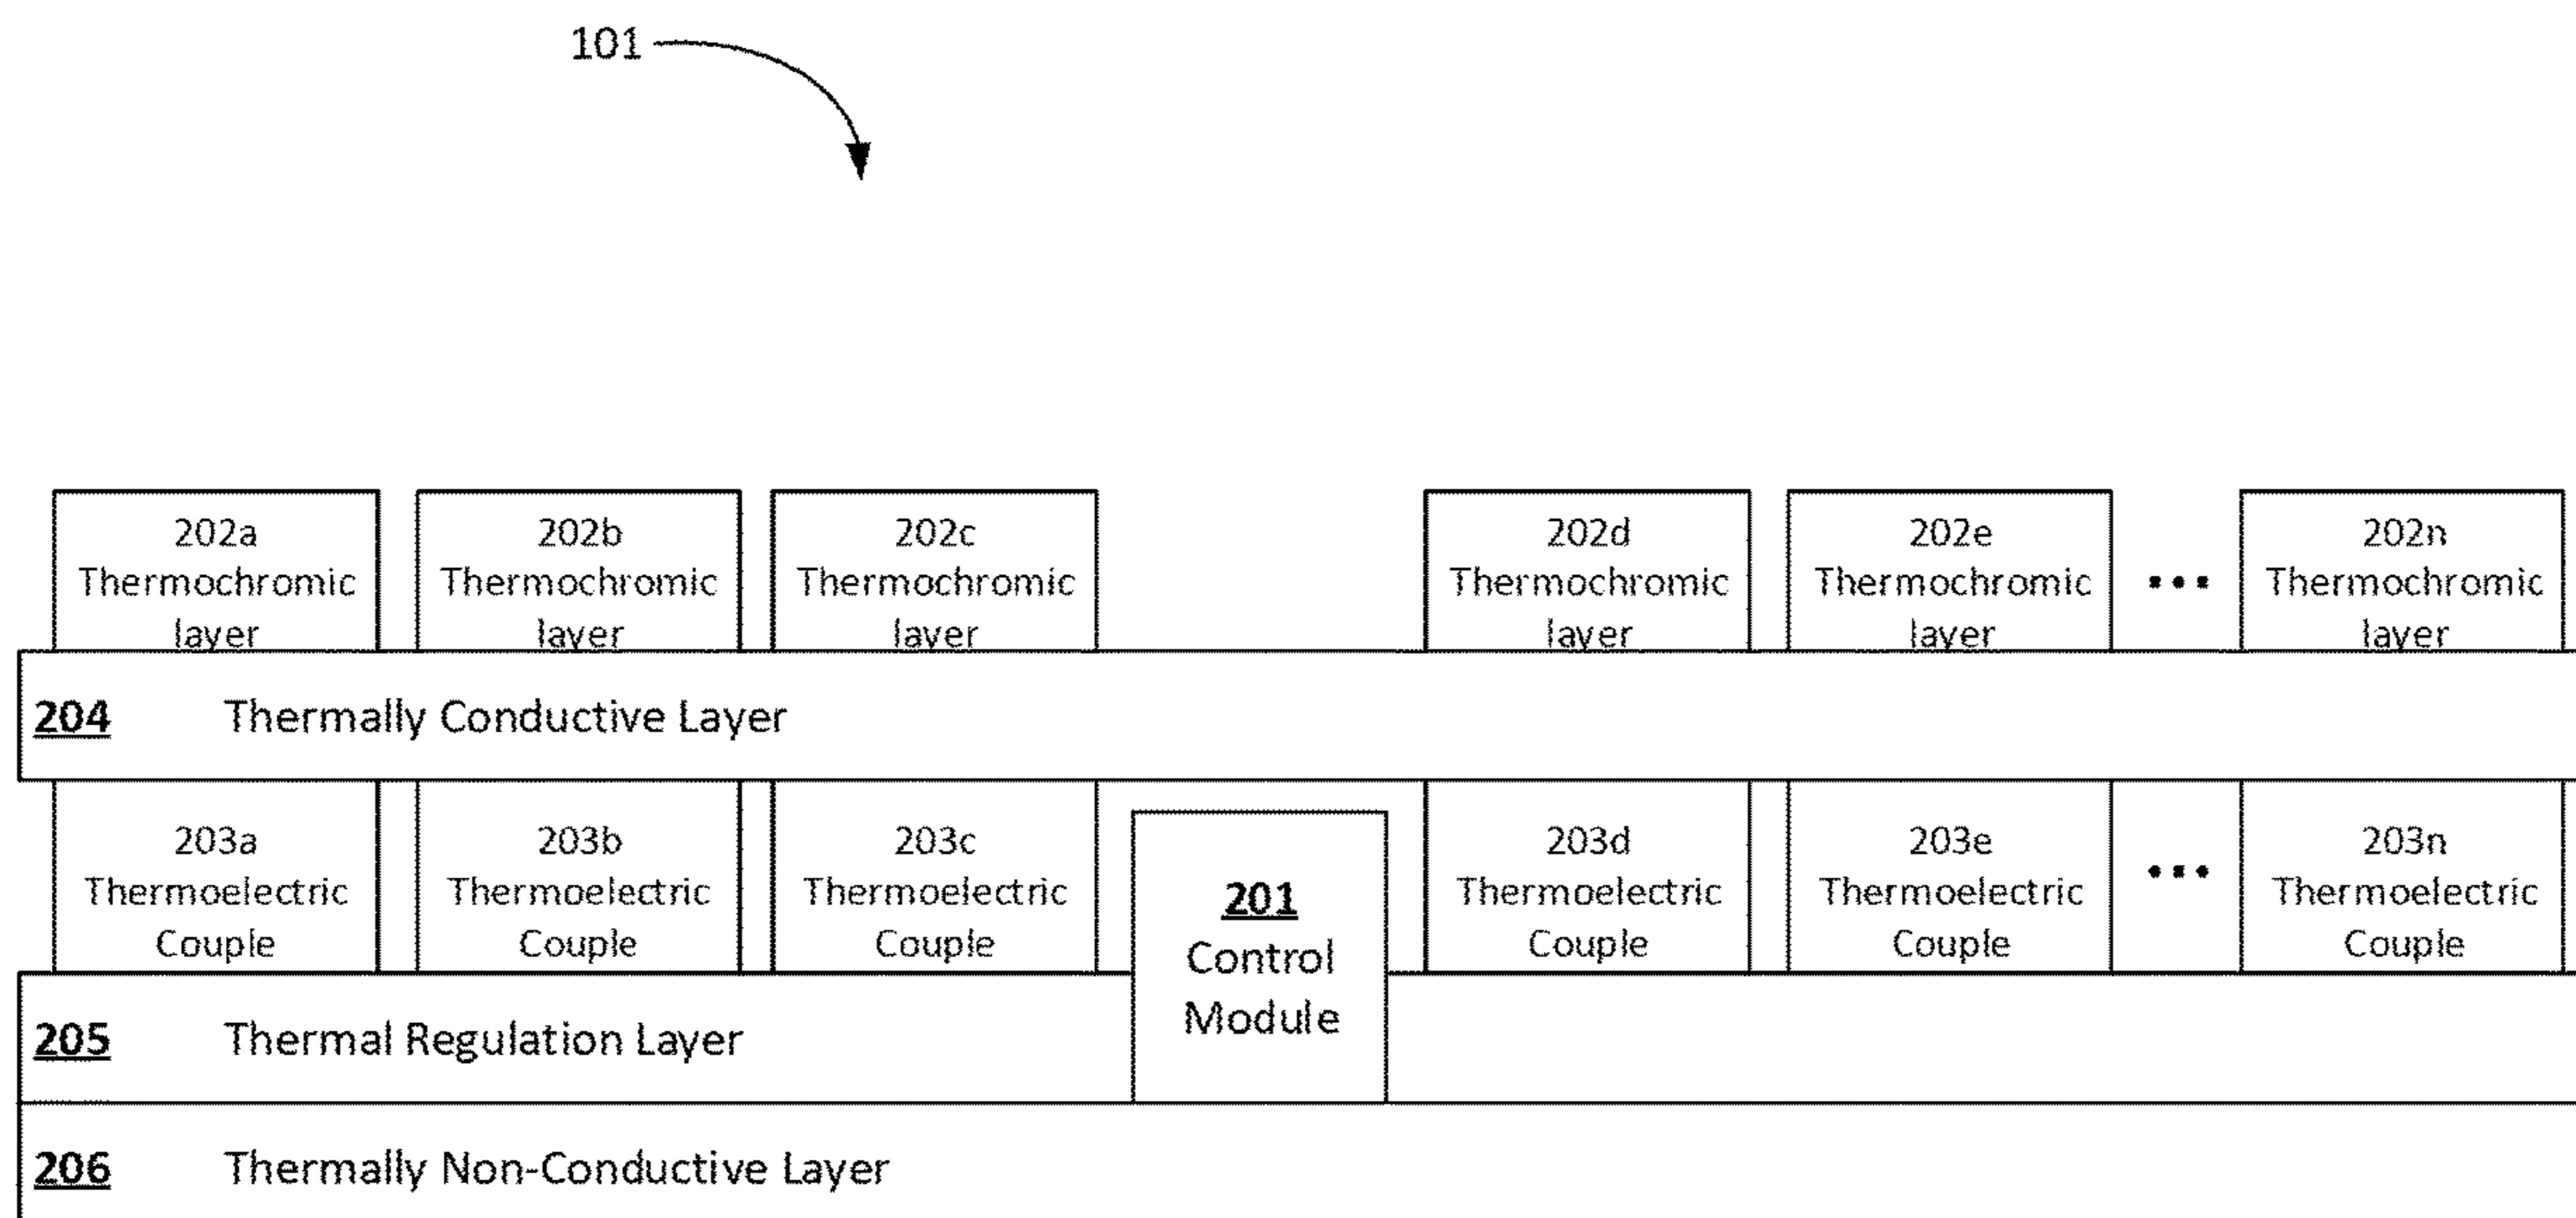 101
202a
Thermochromic
layer
202b
Thermochromic
layer
202c
Thermochromic
layer
202d
Thermochromic
layer
202e
Thermochromic
layer
...
202n
Thermochromic
layer
204 Thermally Conductive Layer
203a
Thermoelectric
Couple
203b
Thermoelectric
Couple
203c
Thermoelectric
Couple
201
Control
Module
203d
Thermoelectric
Couple
203e
Thermoelectric
Couple
...
203n
Thermoelectric
Couple
205 Thermal Regulation Layer
206 Thermally Non-Conductive Layer